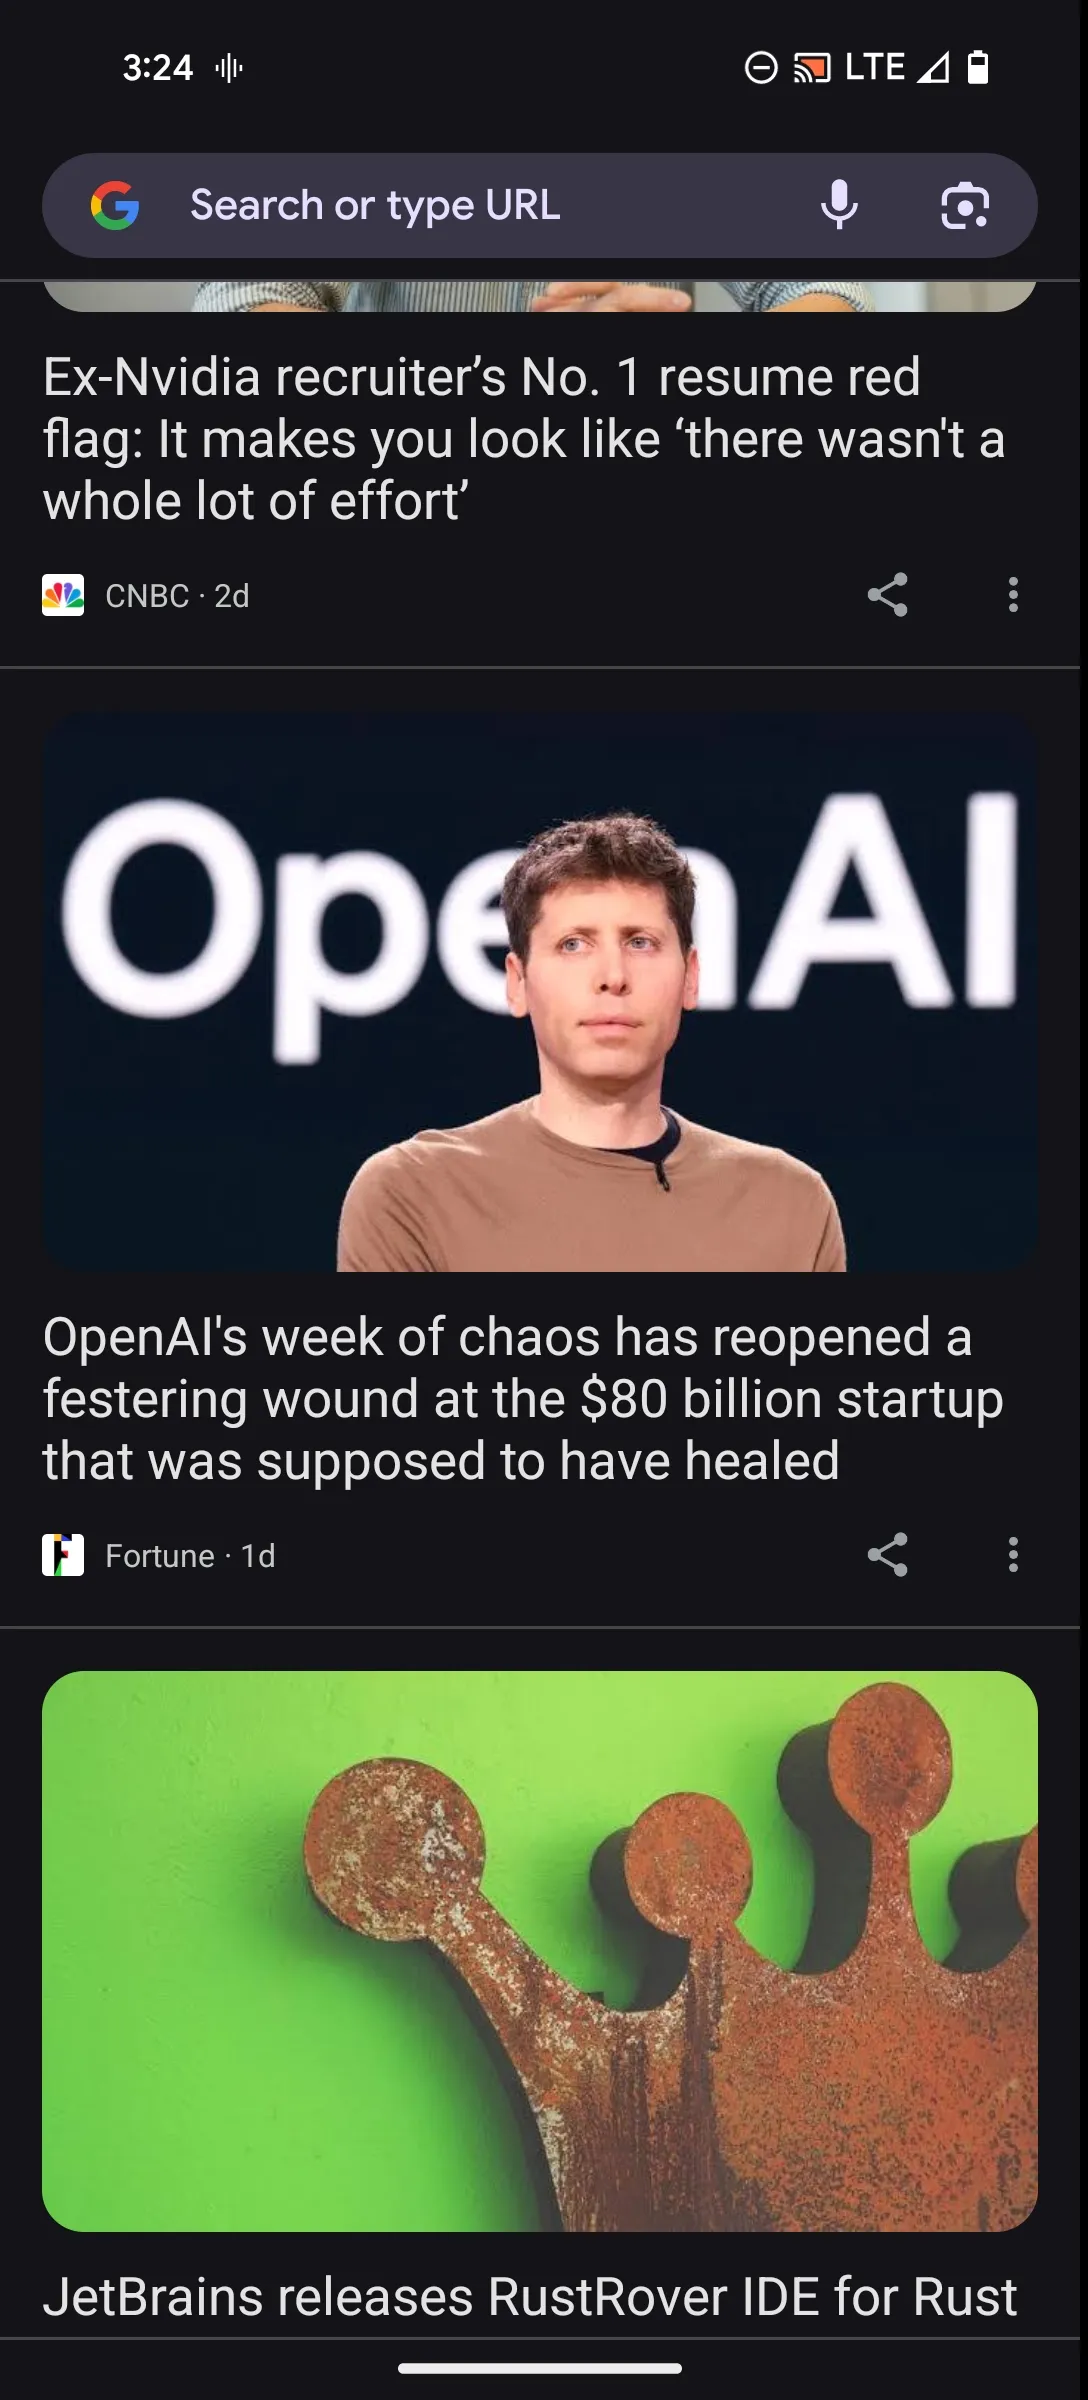 3:24
LTE
Search or type URL
Ex-Nvidia recruiter’s No. 1 resume red
flag: It makes you look like ‘there wasn't a
whole lot of effort’
CNBC · 2d
OpenAI
OpenAI's week of chaos has reopened a
festering wound at the $80 billion startup
that was supposed to have healed
Fortune · 1d
JetBrains releases RustRover IDE for Rust